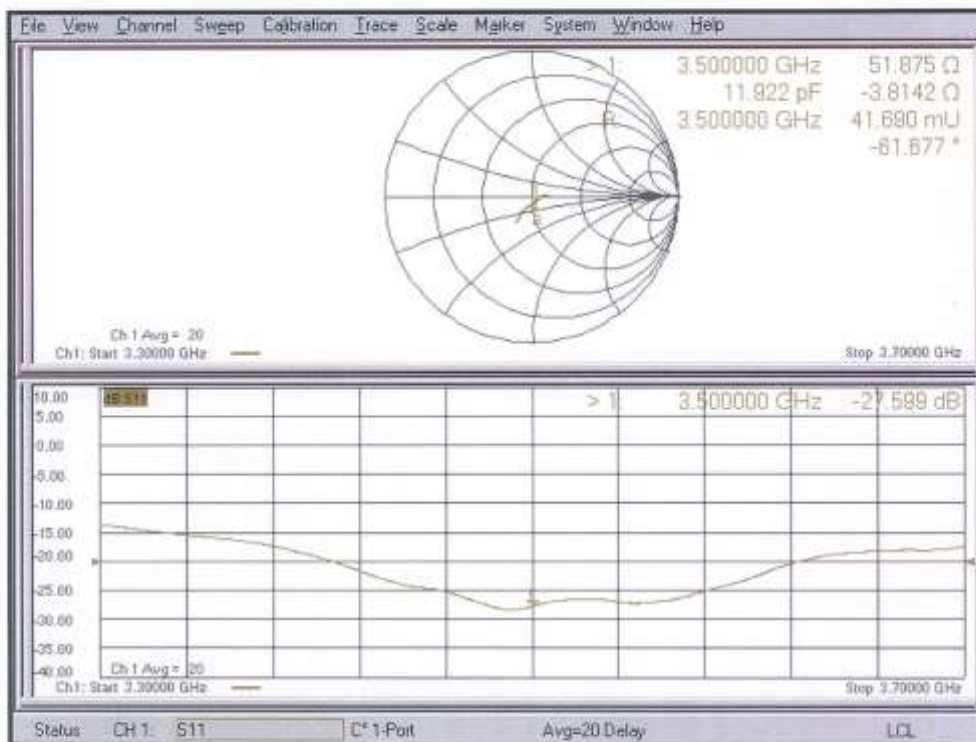 File View Channel Sweep Calibration Trace Scale Marker System Window Help
> 1: 3.500000 GHz 51.875 Ω
11.922 pF -3.8142 Ω
R: 3.500000 GHz 41.690 mU
-61.677 °
Ch 1 Avg = 20
Ch1: Start 3.30000 GHz
Stop 3.70000 GHz
10.00
dB S11
> 1: 3.500000 GHz -27.599 dB
5.00
0.00
-5.00
-10.00
-15.00
-20.00
-25.00
-30.00
-35.00
-40.00
Ch 1 Avg = 20
Ch1: Start 3.30000 GHz
Stop 3.70000 GHz
Status CH 1: S11 C* 1-Port Avg=20 Delay LCL